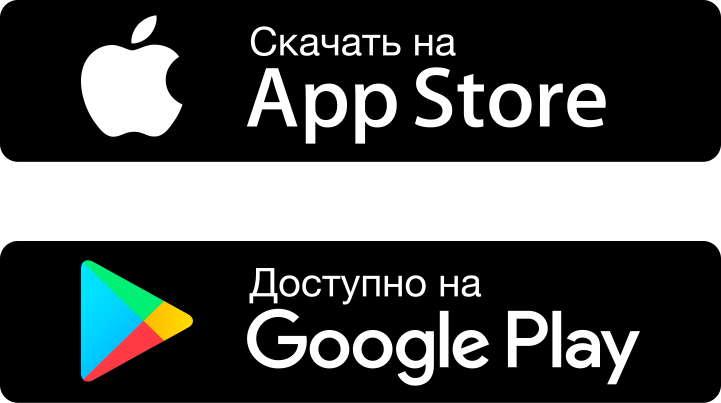 Скачать на
App Store
Доступно на
Google Play